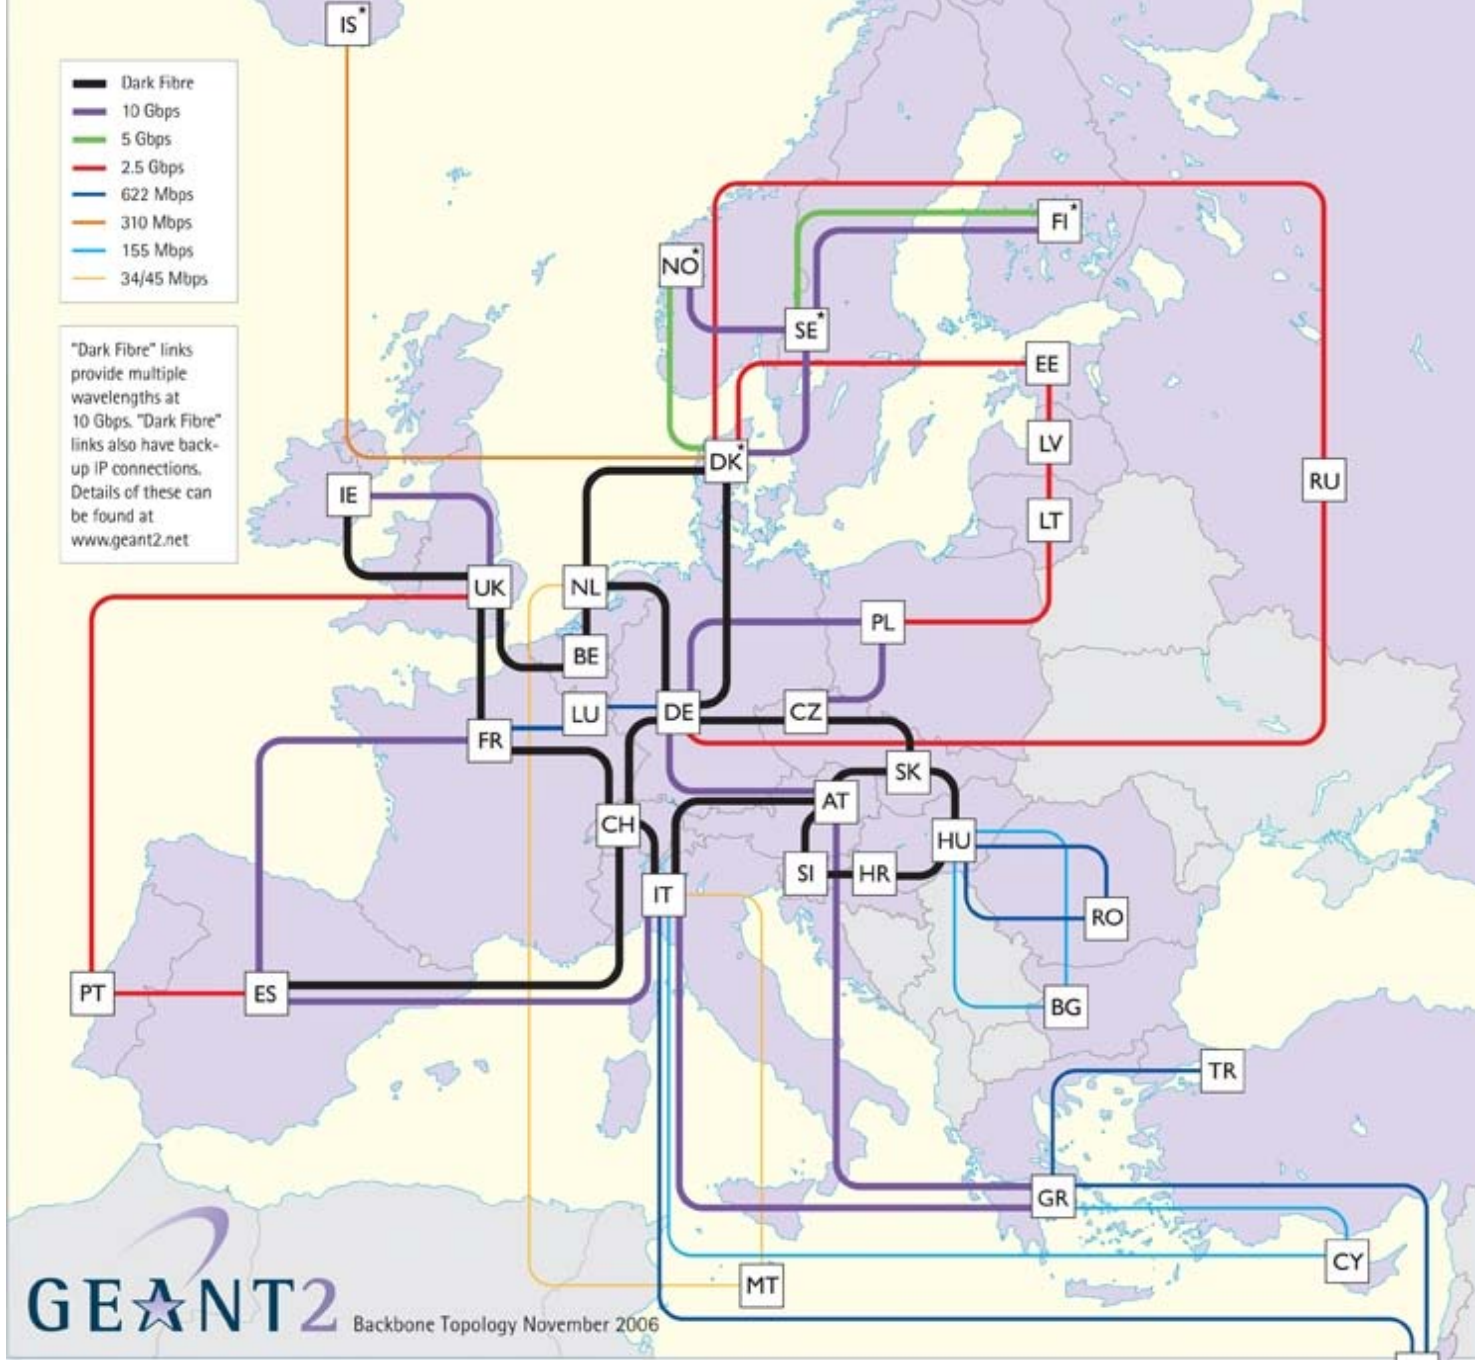 IS*
Dark Fibre
10 Gbps
5 Gbps
2.5 Gbps
622 Mbps
310 Mbps
155 Mbps
34/45 Mbps
"Dark Fibre" links
provide multiple
wavelengths at
10 Gbps. "Dark Fibre"
links also have back-
up IP connections.
Details of these can
be found at
www.geant2.net
FI*
NO*
SE*
EE
LV
DK*
RU
IE
LT
UK
NL
PL
BE
LU
DE
CZ
FR
SK
AT
CH
HU
SI
HR
IT
RO
PT
ES
BG
TR
GR
CY
MT
GEANT2
Backbone Topology November 2006